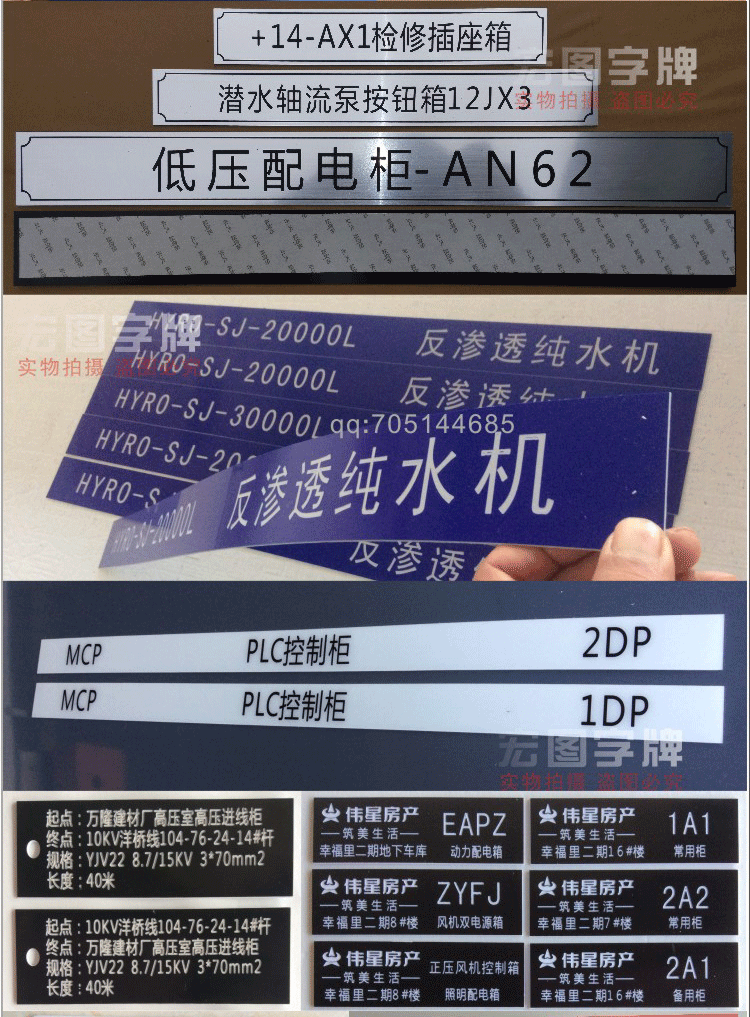 +14-AX1检修插座箱
宏图字牌
潜水轴流泵按钮箱12JX3
实物拍摄 盗图必究
低压配电柜-AN62
宏图字牌
实物拍摄 盗图必究
HYRO-SJ-20000L 反渗透纯水机
HYRO-SJ-20000L 反渗透纯水
HYRO-SJ-30000L
qq:705144685
HYRO-SJ-20
HYRO-S
HYRO-SJ-20000L 反渗透纯水机
反渗透
MCP PLC控制柜 2DP
MCP PLC控制柜 1DP
宏图字牌
实物拍摄 盗图必究
起点:万隆建材厂高压室高压进线柜
终点:10KV洋桥线104-76-24-14#杆
规格:YJV22 8.7/15KV 3*70mm2
长度:40米
起点:10KV洋桥线104-76-24-14#杆
终点:万隆建材厂高压室高压进线柜
规格:YJV22 8.7/15KV 3*70mm2
长度:40米
伟星房产 EAPZ
筑美生活
幸福里二期地下车库 动力配电箱
伟星房产 1A1
筑美生活
幸福里二期16#楼 常用柜
伟星房产 ZYFJ
筑美生活
幸福里二期8#楼 风机双电源箱
伟星房产 2A2
筑美生活
幸福里二期7#楼 常用柜
伟星房产 正压风机控制箱
筑美生活
幸福里二期8#楼 照明配电箱
伟星房产 2A1
筑美生活
幸福里二期16#楼 备用柜